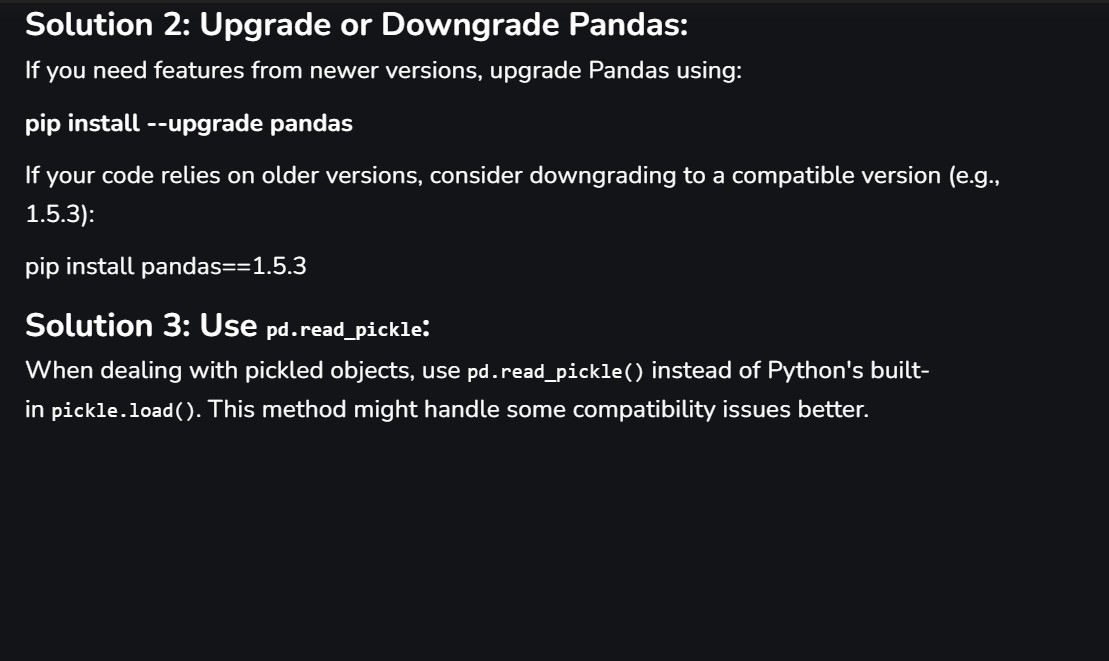 Solution 2: Upgrade or Downgrade Pandas:
If you need features from newer versions, upgrade Pandas using:
pip install --upgrade pandas
If your code relies on older versions, consider downgrading to a compatible version (e.g.,
1.5.3):
pip install pandas==1.5.3
Solution 3: Use pd.read_pickle:
When dealing with pickled objects, use pd.read_pickle() instead of Python's built-
in pickle.load(). This method might handle some compatibility issues better.